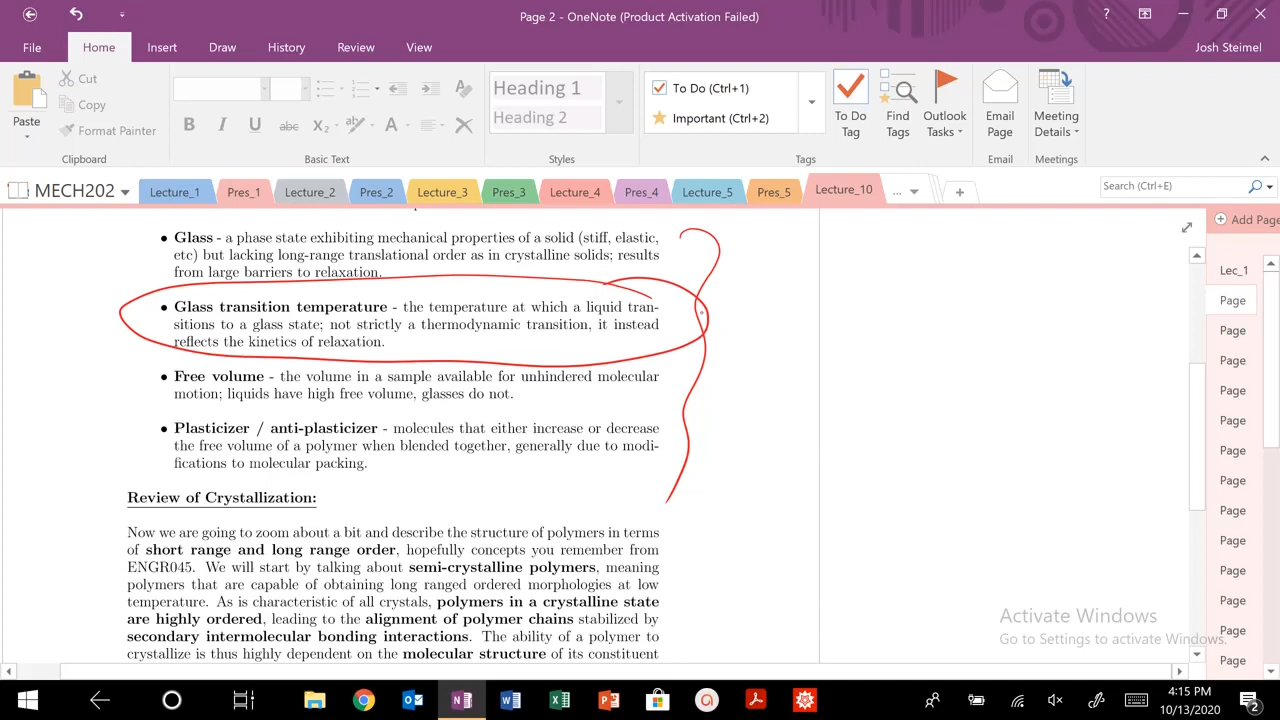 Page 2 - OneNote (Product Activation Failed)
?
File Home Insert Draw History Review View Josh Steimel
Paste
Cut
Copy
Format Painter
Clipboard
B I U abc X₂ A
Basic Text
Heading 1
Heading 2
Styles
To Do (Ctrl+1)
Important (Ctrl+2)
To Do Tag
Find Tags
Outlook Tasks
Tags
Email Page
Email
Meeting Details
Meetings
MECH202 Lecture_1 Pres_1 Lecture_2 Pres_2 Lecture_3 Pres_3 Lecture_4 Pres_4 Lecture_5 Pres_5 Lecture_10 ... Search (Ctrl+E)
Add Page
• Glass - a phase state exhibiting mechanical properties of a solid (stiff, elastic,
etc) but lacking long-range translational order as in crystalline solids; results
from large barriers to relaxation.
• Glass transition temperature - the temperature at which a liquid tran-
sitions to a glass state; not strictly a thermodynamic transition, it instead
reflects the kinetics of relaxation.
• Free volume - the volume in a sample available for unhindered molecular
motion; liquids have high free volume, glasses do not.
• Plasticizer / anti-plasticizer - molecules that either increase or decrease
the free volume of a polymer when blended together, generally due to modi-
fications to molecular packing.
Review of Crystallization:
Now we are going to zoom about a bit and describe the structure of polymers in terms
of short range and long range order, hopefully concepts you remember from
ENGR045. We will start by talking about semi-crystalline polymers, meaning
polymers that are capable of obtaining long ranged ordered morphologies at low
temperature. As is characteristic of all crystals, polymers in a crystalline state
are highly ordered, leading to the alignment of polymer chains stabilized by
secondary intermolecular bonding interactions. The ability of a polymer to
crystallize is thus highly dependent on the molecular structure of its constituent
Lec_1
Page
Page
Page
Page
Page
Page
Page
Page
Page
Page
Page
Page
Page
Activate Windows
Go to Settings to activate Windows.
4:15 PM
10/13/2020
2